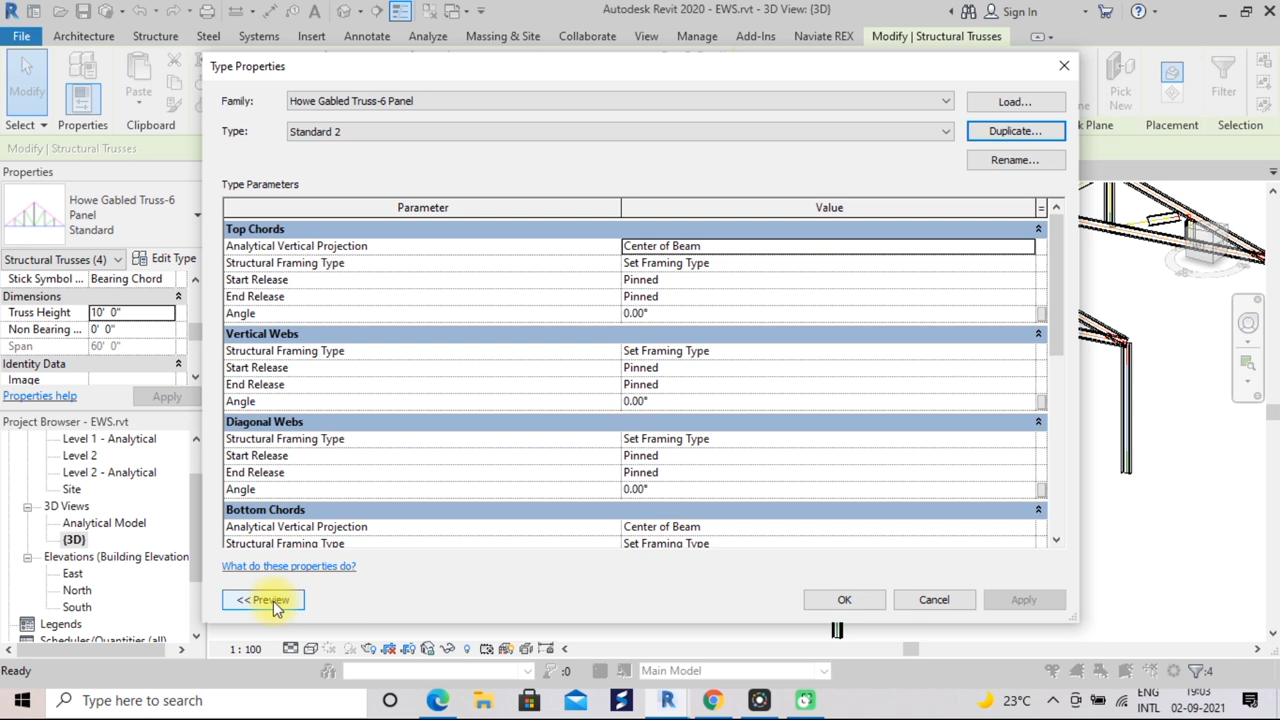 Autodesk Revit 2020 - EWS.rvt - 3D View: {3D}
Sign In
File Architecture Structure Steel Systems Insert Annotate Analyze Massing & Site Collaborate View Manage Add-Ins Naviate REX Modify | Structural Trusses
Modify
Paste
Pick New
Filter
Select Properties Clipboard
Plane Placement Selection
Modify | Structural Trusses
Type Properties
Family: Howe Gabled Truss-6 Panel Load...
Type: Standard 2 Duplicate...
Rename...
Type Parameters
Parameter Value =
Top Chords
Analytical Vertical Projection Center of Beam
Structural Framing Type Set Framing Type
Start Release Pinned
End Release Pinned
Angle 0.00°
Vertical Webs
Structural Framing Type Set Framing Type
Start Release Pinned
End Release Pinned
Angle 0.00°
Diagonal Webs
Structural Framing Type Set Framing Type
Start Release Pinned
End Release Pinned
Angle 0.00°
Bottom Chords
Analytical Vertical Projection Center of Beam
Structural Framing Type Set Framing Type
What do these properties do?
<< Preview OK Cancel Apply
Properties
Howe Gabled Truss-6
Panel
Standard
Structural Trusses (4) Edit Type
Stick Symbol ... Bearing Chord
Dimensions
Truss Height 10' 0"
Non Bearing ... 0' 0"
Span 60' 0"
Identity Data
Image
Properties help Apply
Project Browser - EWS.rvt
Level 1 - Analytical
Level 2
Level 2 - Analytical
Site
3D Views
Analytical Model
{3D}
Elevations (Building Elevation
East
North
South
Legends
Schedules/Quantities (all)
1 : 100
Ready :0 Main Model :4
Type here to search 23°C ENG INTL 19:03 02-09-2021